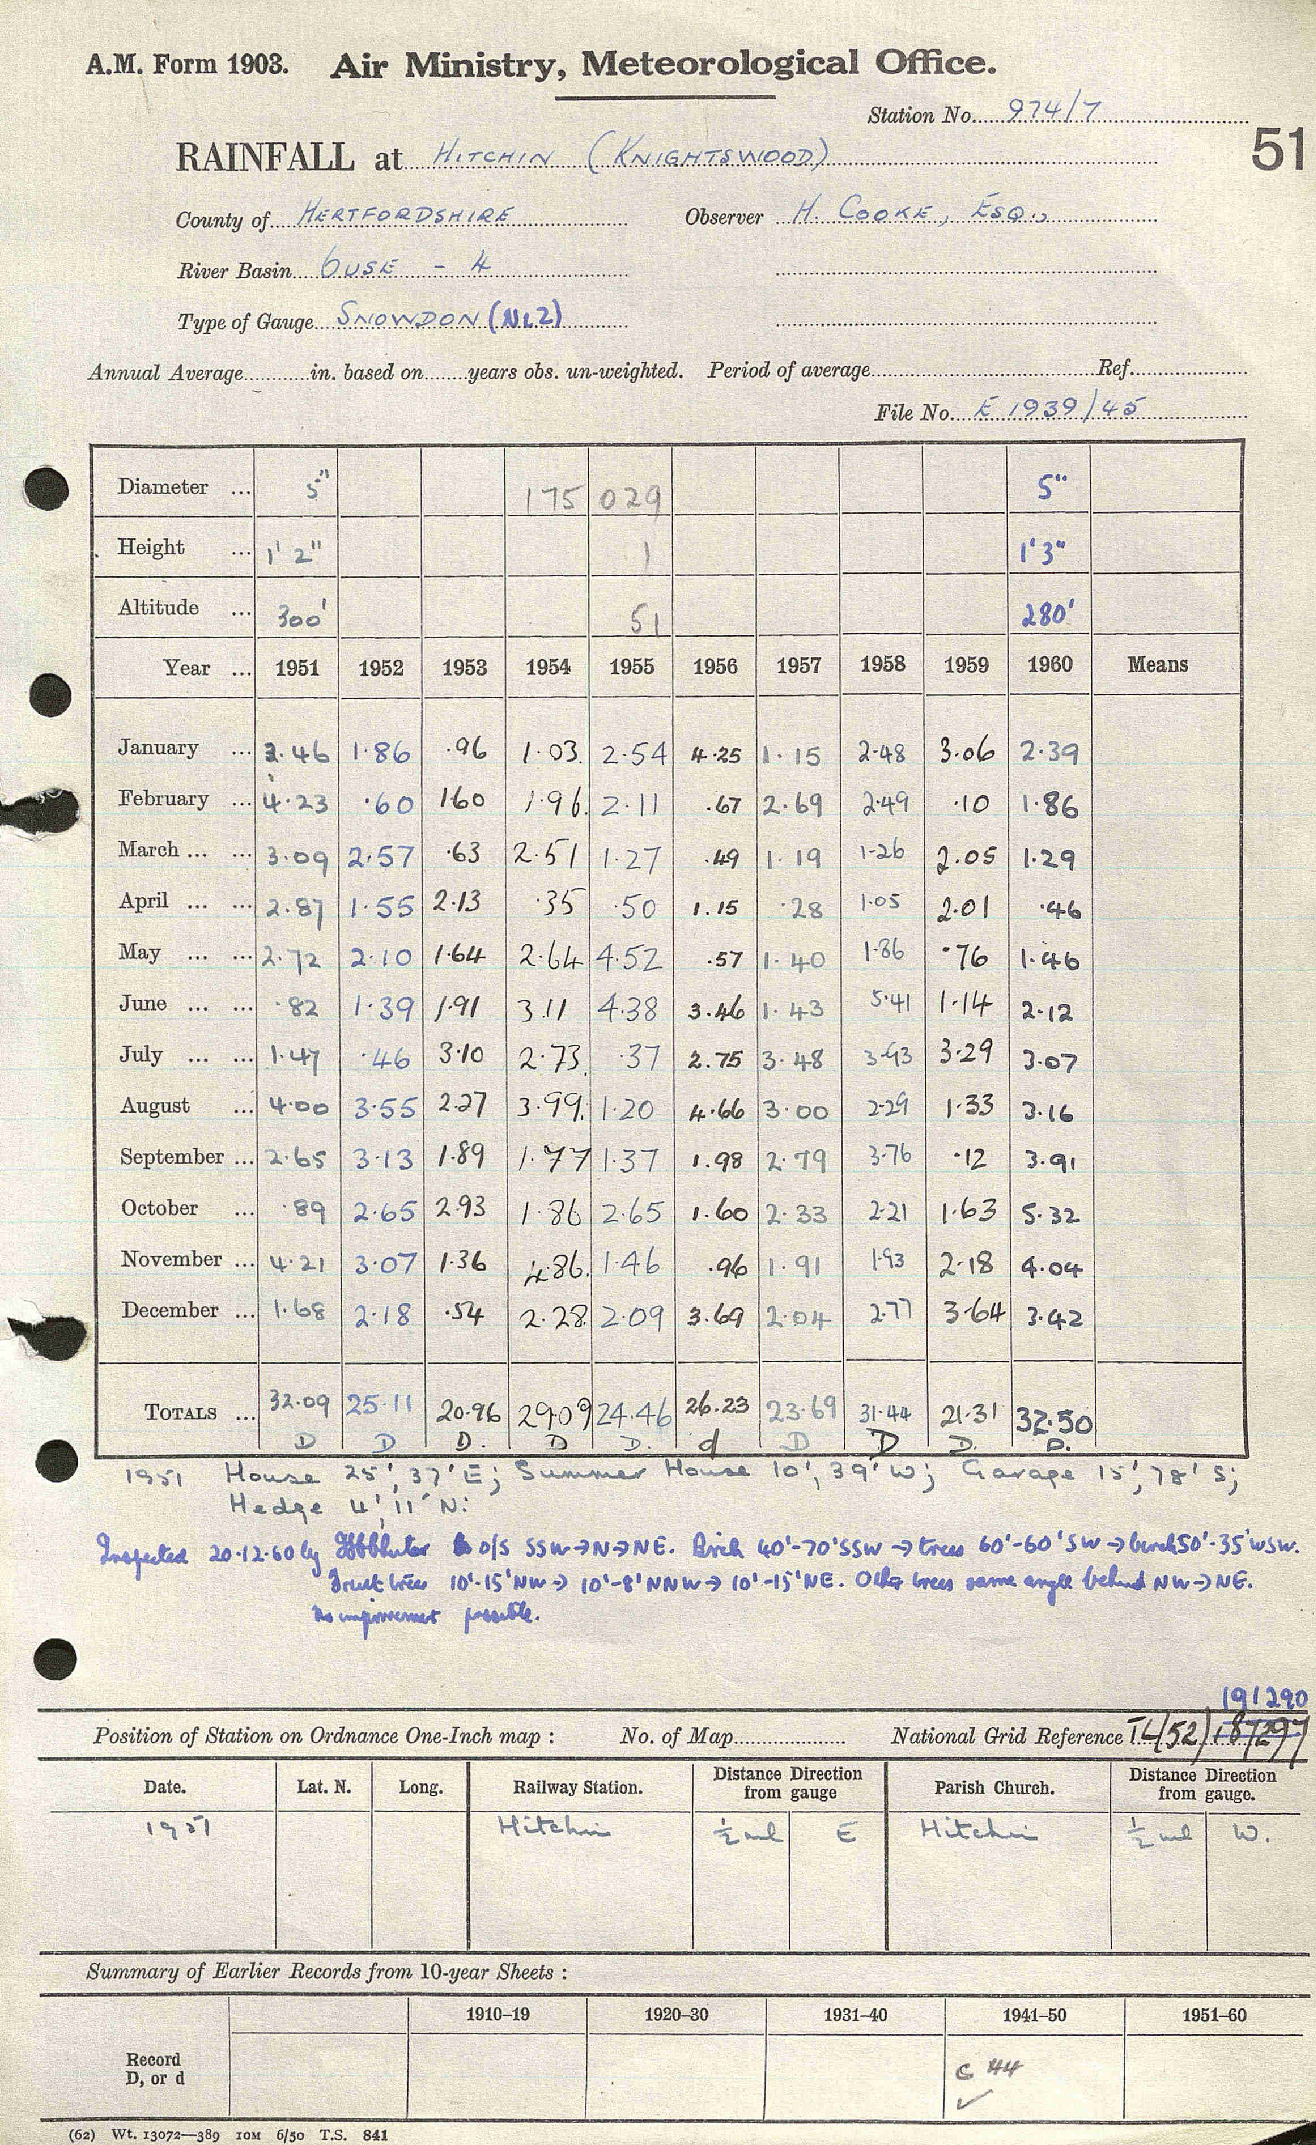 A.M. Form 1903. Air Ministry, Meteorological Office.
Station No. 974/7
51
RAINFALL at HITCHIN (KNIGHTSWOOD)
County of HERTFORDSHIRE Observer H. COOKE, ESQ.,
River Basin OUSE - 4
Type of Gauge SNOWDON (Nº2)
Annual Average in. based on years obs. un-weighted. Period of average Ref.
File No. E 1939/45
Diameter ... 5" 175 029 5"
Height ... 1' 2" 1 1'3"
Altitude ... 300' 51 280'
Year ... 1951 1952 1953 1954 1955 1956 1957 1958 1959 1960 Means
January ... 3.46 1.86 .96 1.03 2.54 4.25 1.15 2.48 3.06 2.39
February ... 4.23 .60 1.60 1.96 2.11 .67 2.69 2.49 .10 1.86
March ... ... 3.09 2.57 .63 2.51 1.27 .49 1.19 1.26 2.05 1.29
April ... ... 2.87 1.55 2.13 .35 .50 1.15 .28 1.05 2.01 .46
May ... ... 2.72 2.10 1.64 2.64 4.52 .57 1.40 1.86 .76 1.46
June ... ... .82 1.39 1.91 3.11 4.38 3.46 1.43 5.41 1.14 2.12
July ... ... 1.47 .46 3.10 2.73 .37 2.75 3.48 3.93 3.29 3.07
August ... 4.00 3.55 2.27 3.99 1.20 4.66 3.00 2.29 1.33 3.16
September ... 2.65 3.13 1.89 1.77 1.37 1.98 2.79 3.76 .12 3.91
October ... .89 2.65 2.93 1.86 2.65 1.60 2.33 2.21 1.63 5.32
November ... 4.21 3.07 1.36 4.86 1.46 .96 1.91 1.93 2.18 4.04
December ... 1.68 2.18 .54 2.28 2.09 3.69 2.04 2.77 3.64 3.42
TOTALS ... 32.09 25.11 20.96 29.09 24.46 26.23 23.69 31.44 21.31 32.50
D D D. D D. d D D D. D.
1951 House 25', 37' E; Summer House 10', 39' W; Garage 15', 78' S;
Hedge 4', 11' N:
Inspected 20.12.60 by O/S SSW→N→NE. Birch 40'-70'SSW → trees 60'-60'SW → birch 50'-35'WSW.
Fruit trees 10'-15'NW → 10'-8'NNW → 10'-15'NE. Other trees same angle behind NW→NE.
No improvement possible.
191290
Position of Station on Ordnance One-Inch map : No. of Map National Grid Reference TL(52) 187297
Date. Lat. N. Long. Railway Station. Distance Direction from gauge Parish Church. Distance Direction from gauge.
1951 Hitchin ½ ml E Hitchin ½ ml W.
Summary of Earlier Records from 10-year Sheets :
1910–19 1920–30 1931–40 1941–50 1951–60
Record
D, or d
C 44
✓
(62) Wt. 13072—389 10M 6/50 T.S. 841